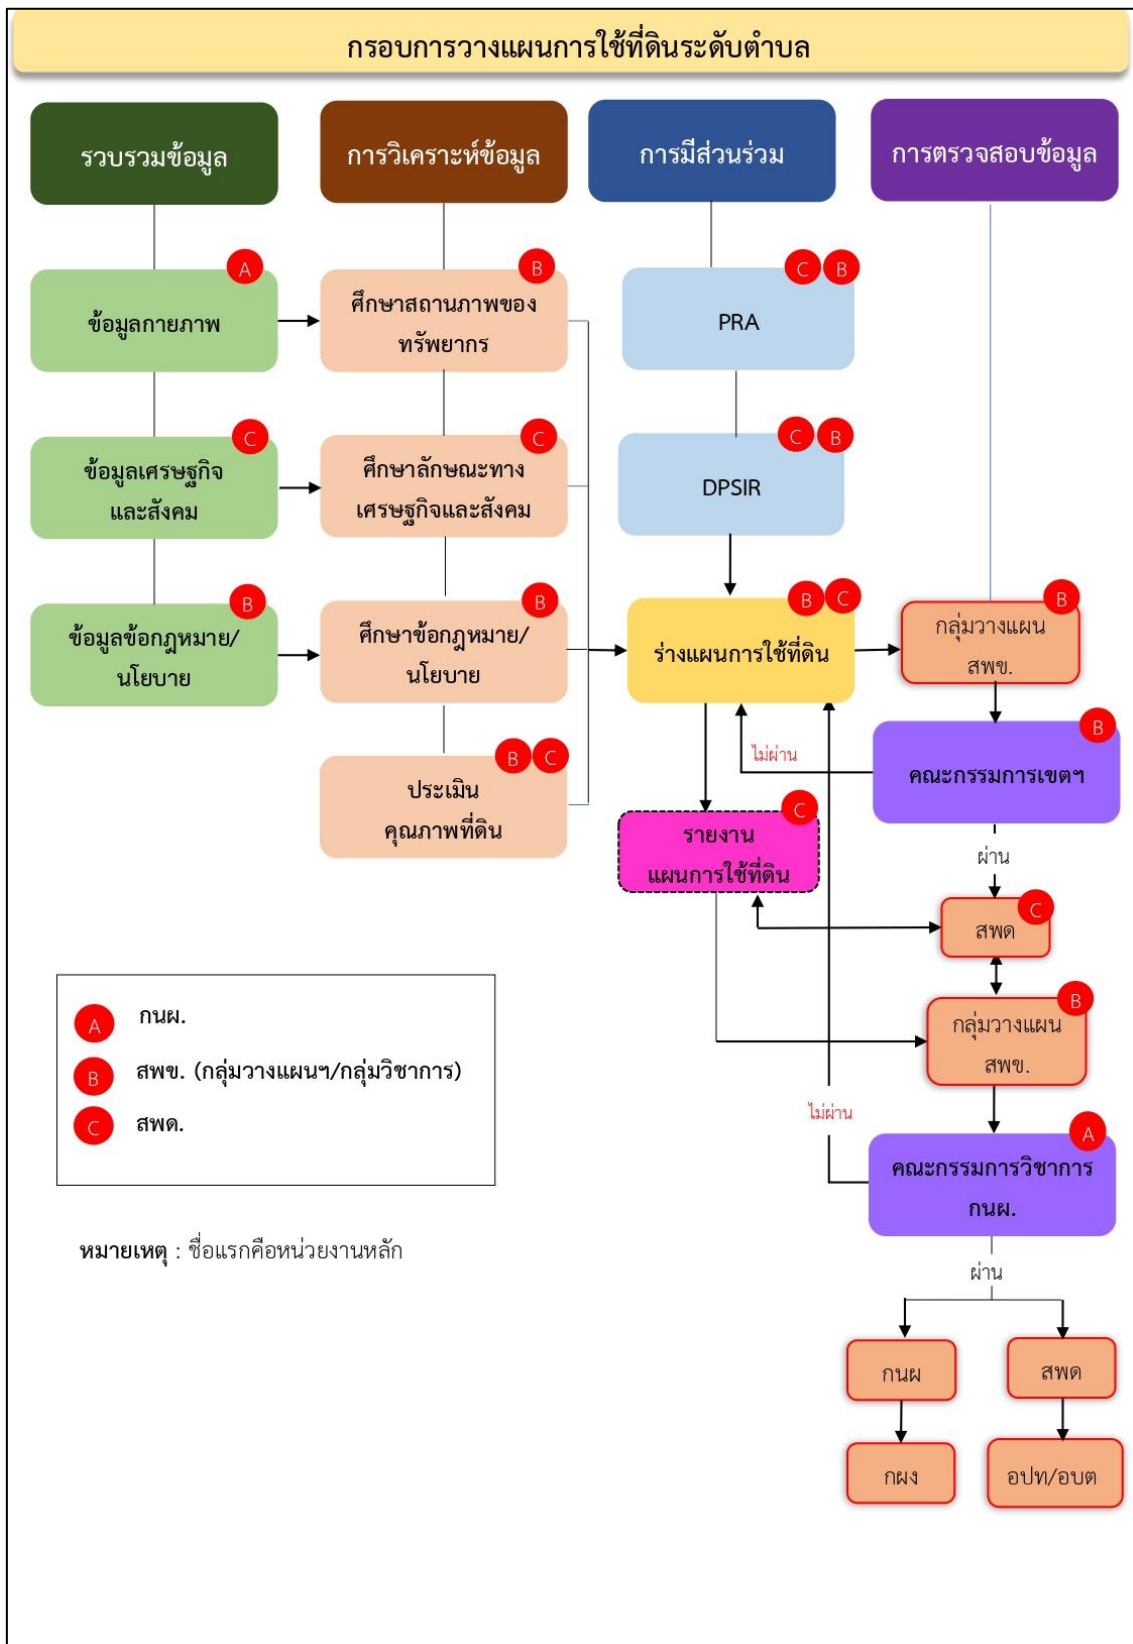 กรอบการวางแผนการใช้ที่ดินระดับตำบล
รวบรวมข้อมูล
การวิเคราะห์ข้อมูล
การมีส่วนร่วม
การตรวจสอบข้อมูล
A
ข้อมูลกายภาพ
B
ศึกษาสถานภาพของ
ทรัพยากร
C B
PRA
C
ข้อมูลเศรษฐกิจ
และสังคม
C
ศึกษาลักษณะทาง
เศรษฐกิจและสังคม
C B
DPSIR
B
ข้อมูลข้อกฎหมาย/
นโยบาย
B
ศึกษาข้อกฎหมาย/
นโยบาย
B C
ร่างแผนการใช้ที่ดิน
B
กลุ่มวางแผน
สพข.
B C
ประเมิน
คุณภาพที่ดิน
ไม่ผ่าน
B
คณะกรรมการเขตฯ
C
รายงาน
แผนการใช้ที่ดิน
ผ่าน
C
สพด
B
กลุ่มวางแผน
สพข.
A กนผ.
B สพข. (กลุ่มวางแผนฯ/กลุ่มวิชาการ)
C สพด.
ไม่ผ่าน
A
คณะกรรมการวิชาการ
กนผ.
หมายเหตุ : ชื่อแรกคือหน่วยงานหลัก
ผ่าน
กนผ
สพด
กผง
อปท/อบต